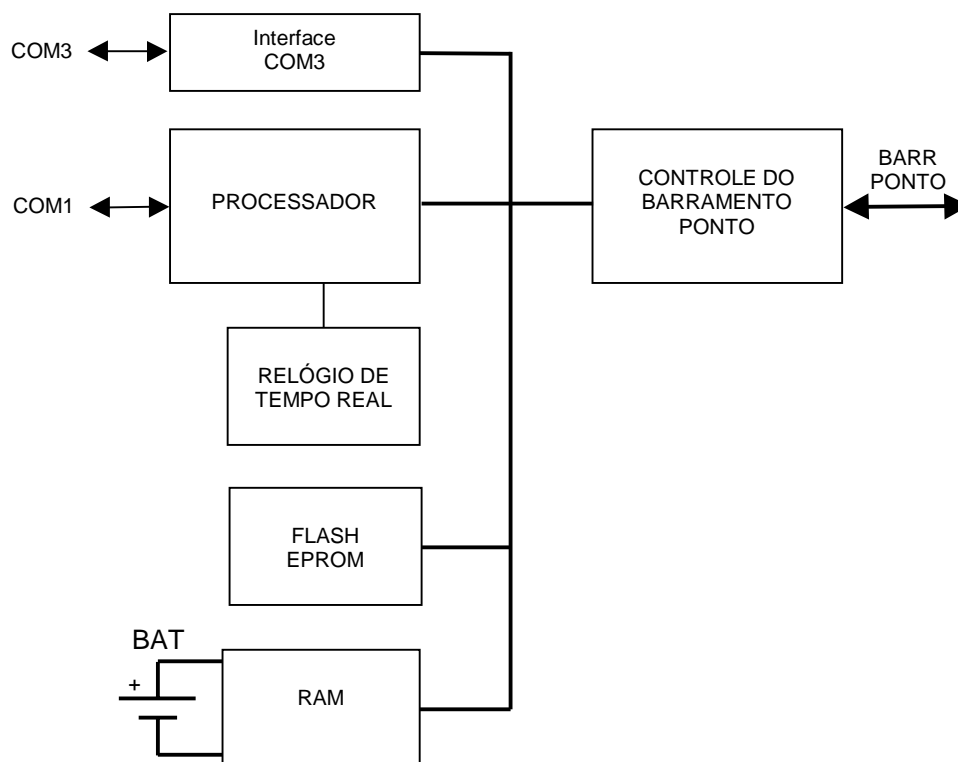 COM3
Interface
COM3
COM1
PROCESSADOR
CONTROLE DO
BARRAMENTO
PONTO
BARR
PONTO
RELÓGIO DE
TEMPO REAL
FLASH
EPROM
BAT
+
RAM